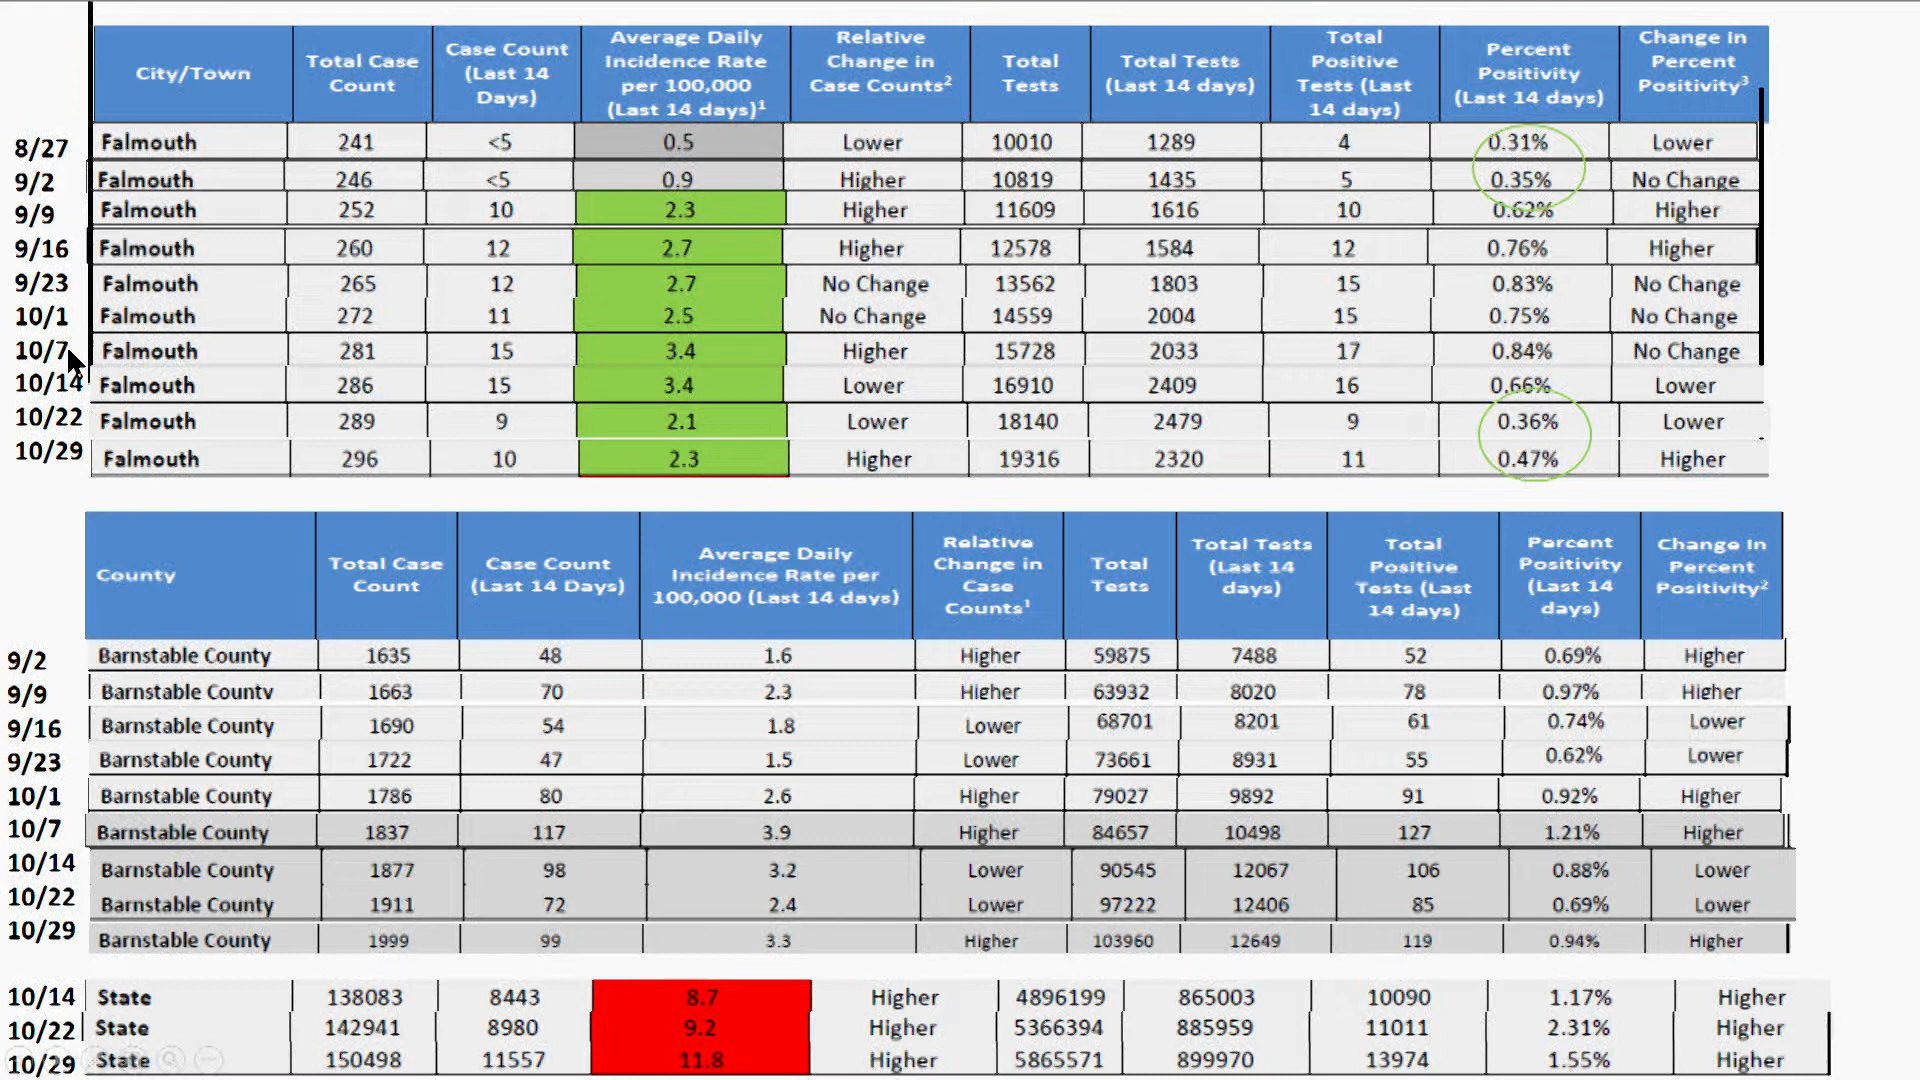 City/Town Total Case Count Case Count (Last 14 Days) Average Daily Incidence Rate per 100,000 (Last 14 days)¹ Relative Change in Case Counts² Total Tests Total Tests (Last 14 days) Total Positive Tests (Last 14 days) Percent Positivity (Last 14 days) Change in Percent Positivity³
8/27 Falmouth 241 <5 0.5 Lower 10010 1289 4 0.31% Lower
9/2 Falmouth 246 <5 0.9 Higher 10819 1435 5 0.35% No Change
9/9 Falmouth 252 10 2.3 Higher 11609 1616 10 0.62% Higher
9/16 Falmouth 260 12 2.7 Higher 12578 1584 12 0.76% Higher
9/23 Falmouth 265 12 2.7 No Change 13562 1803 15 0.83% No Change
10/1 Falmouth 272 11 2.5 No Change 14559 2004 15 0.75% No Change
10/7 Falmouth 281 15 3.4 Higher 15728 2033 17 0.84% No Change
10/14 Falmouth 286 15 3.4 Lower 16910 2409 16 0.66% Lower
10/22 Falmouth 289 9 2.1 Lower 18140 2479 9 0.36% Lower
10/29 Falmouth 296 10 2.3 Higher 19316 2320 11 0.47% Higher
County Total Case Count Case Count (Last 14 Days) Average Daily Incidence Rate per 100,000 (Last 14 days) Relative Change in Case Counts¹ Total Tests Total Tests (Last 14 days) Total Positive Tests (Last 14 days) Percent Positivity (Last 14 days) Change In Percent Positivity²
9/2 Barnstable County 1635 48 1.6 Higher 59875 7488 52 0.69% Higher
9/9 Barnstable County 1663 70 2.3 Higher 63932 8020 78 0.97% Higher
9/16 Barnstable County 1690 54 1.8 Lower 68701 8201 61 0.74% Lower
9/23 Barnstable County 1722 47 1.5 Lower 73661 8931 55 0.62% Lower
10/1 Barnstable County 1786 80 2.6 Higher 79027 9892 91 0.92% Higher
10/7 Barnstable County 1837 117 3.9 Higher 84657 10498 127 1.21% Higher
10/14 Barnstable County 1877 98 3.2 Lower 90545 12067 106 0.88% Lower
10/22 Barnstable County 1911 72 2.4 Lower 97222 12406 85 0.69% Lower
10/29 Barnstable County 1999 99 3.3 Higher 103960 12649 119 0.94% Higher
10/14 State 138083 8443 8.7 Higher 4896199 865003 10090 1.17% Higher
10/22 State 142941 8980 9.2 Higher 5366394 885959 11011 2.31% Higher
10/29 State 150498 11557 11.8 Higher 5865571 899970 13974 1.55% Higher